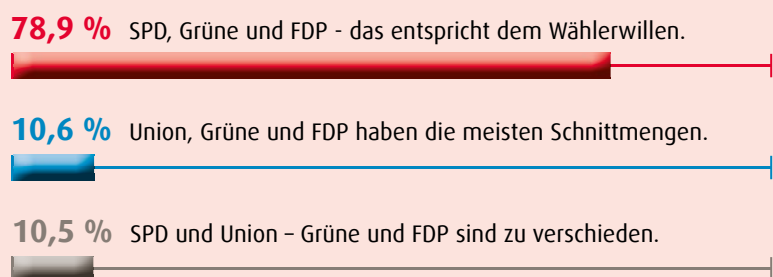 78,9 % SPD, Grüne und FDP - das entspricht dem Wählerwillen.
10,6 % Union, Grüne und FDP haben die meisten Schnittmengen.
10,5 % SPD und Union – Grüne und FDP sind zu verschieden.